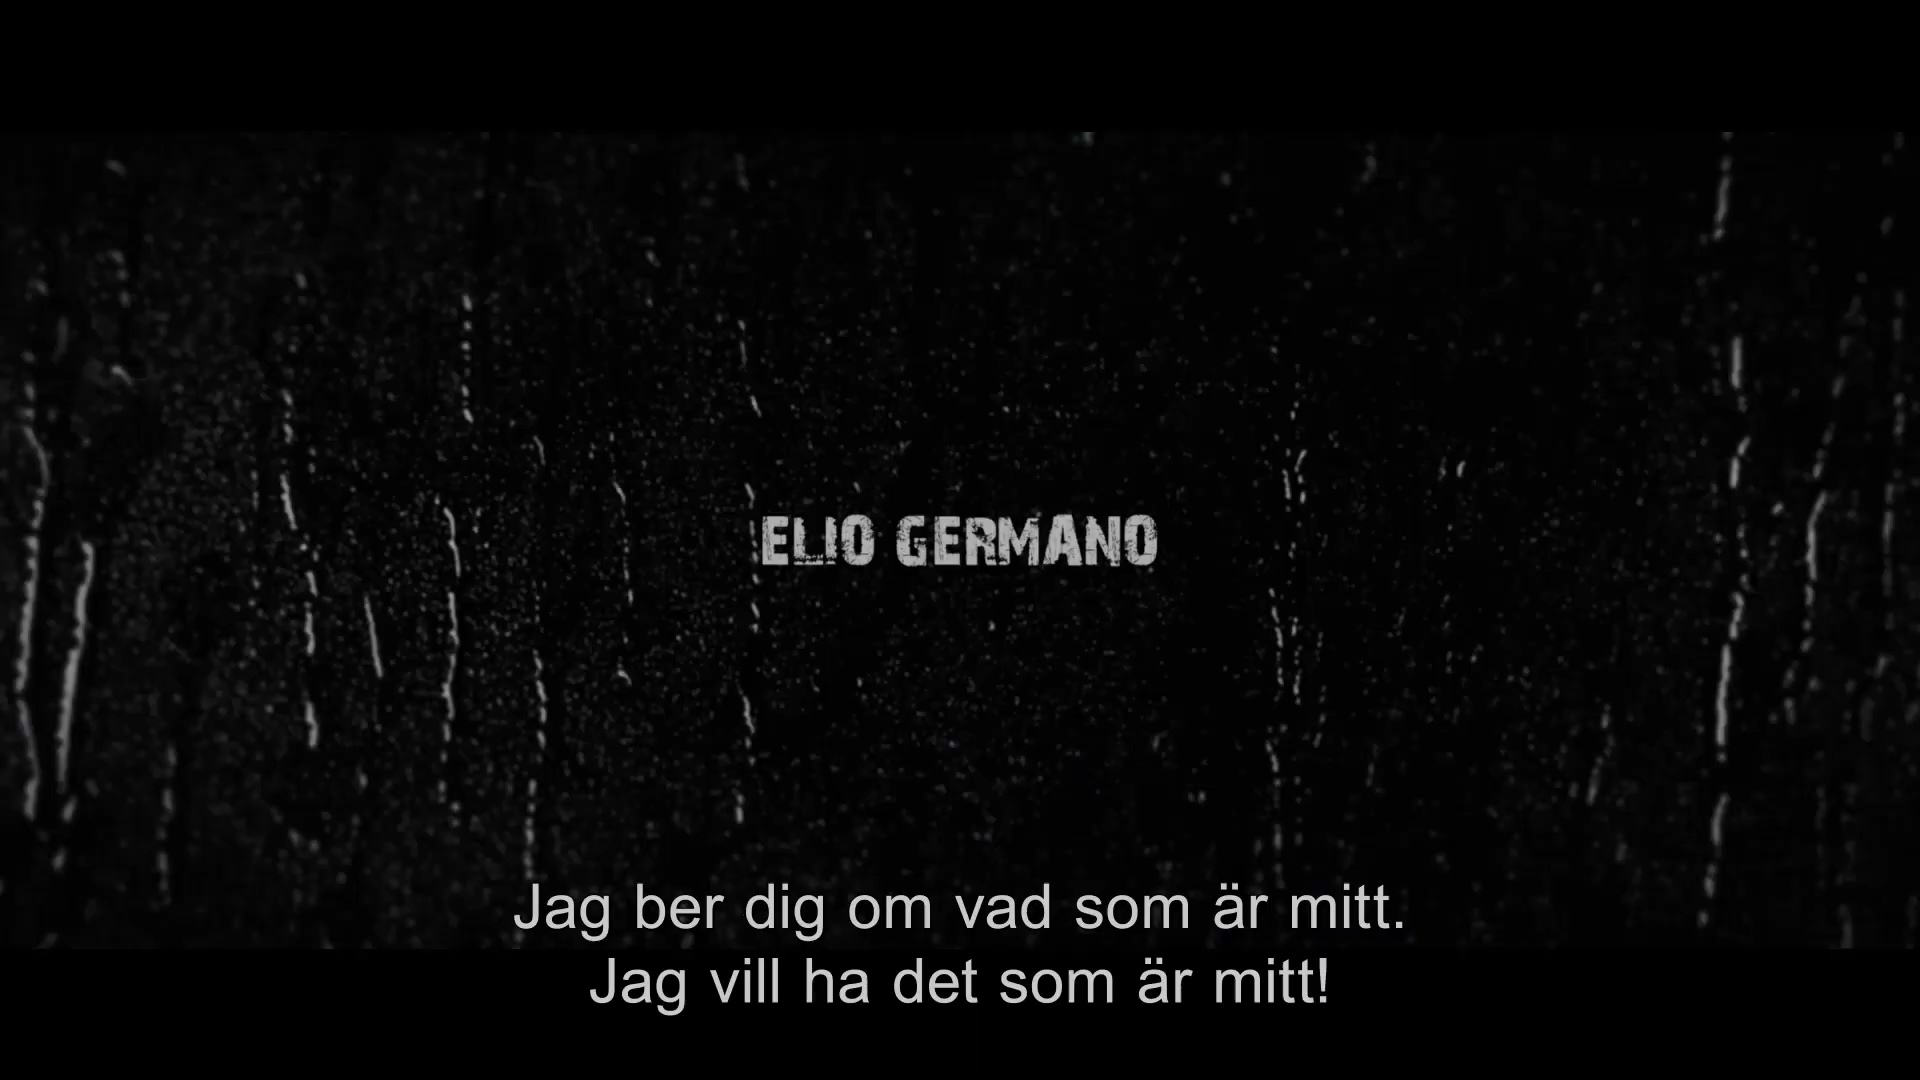 ELIO GERMANO
Jag ber dig om vad som är mitt.
Jag vill ha det som är mitt!